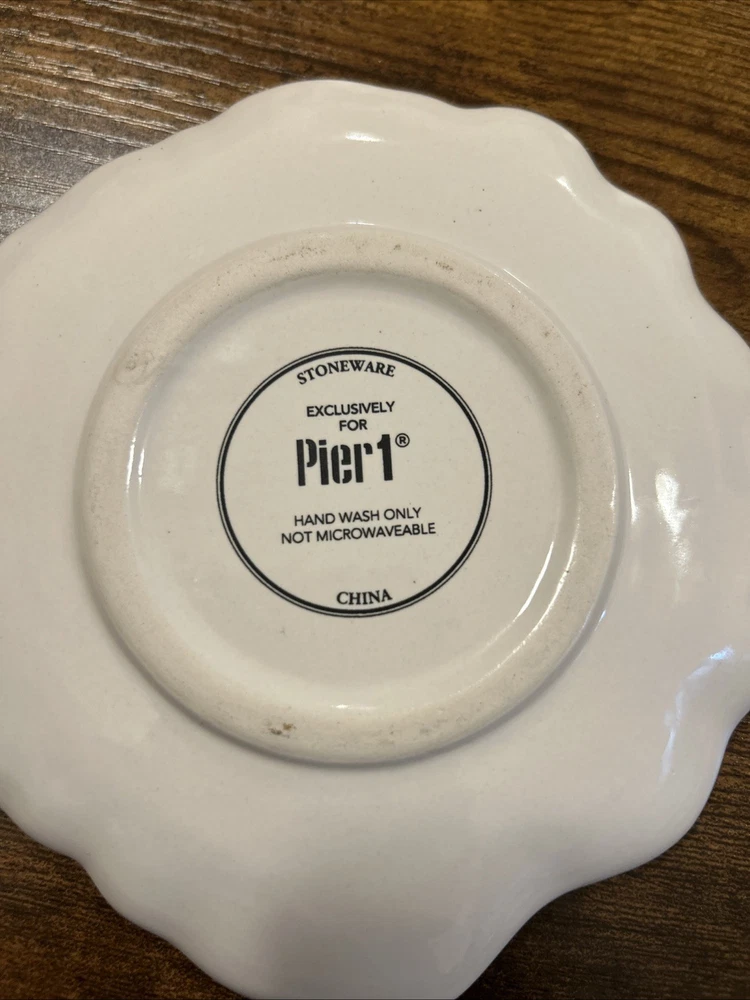 STONEWARE
EXCLUSIVELY
FOR
Pier1®
HAND WASH ONLY
NOT MICROWAVEABLE
CHINA